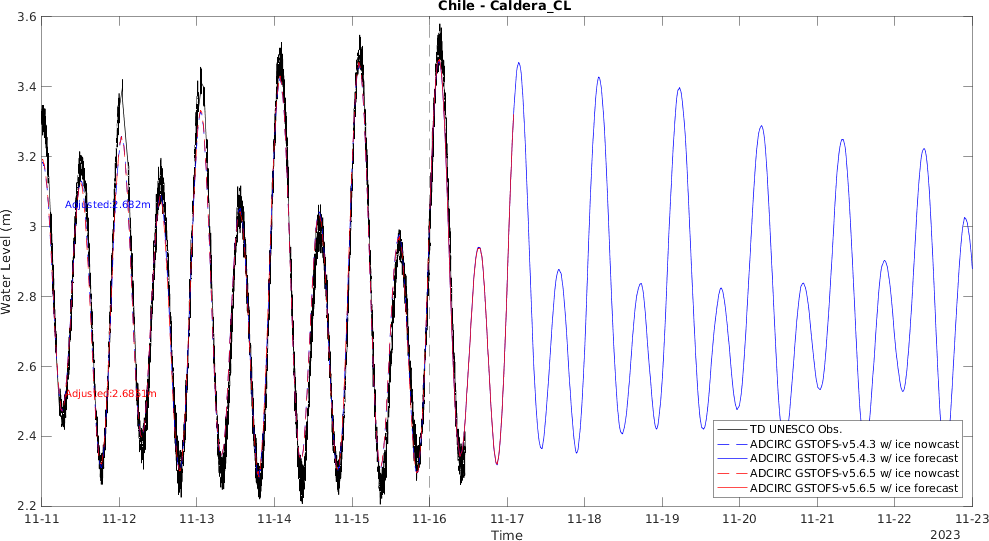 Chile - Caldera_CL
3.6
3.4
3.2
3
2.8
2.6
2.4
2.2
Water Level (m)
Adjusted:2.682m
Adjusted:2.6831m
TD UNESCO Obs.
ADCIRC GSTOFS-v5.4.3 w/ ice nowcast
ADCIRC GSTOFS-v5.4.3 w/ ice forecast
ADCIRC GSTOFS-v5.6.5 w/ ice nowcast
ADCIRC GSTOFS-v5.6.5 w/ ice forecast
11-11 11-12 11-13 11-14 11-15 11-16 11-17 11-18 11-19 11-20 11-21 11-22 11-23
Time
2023